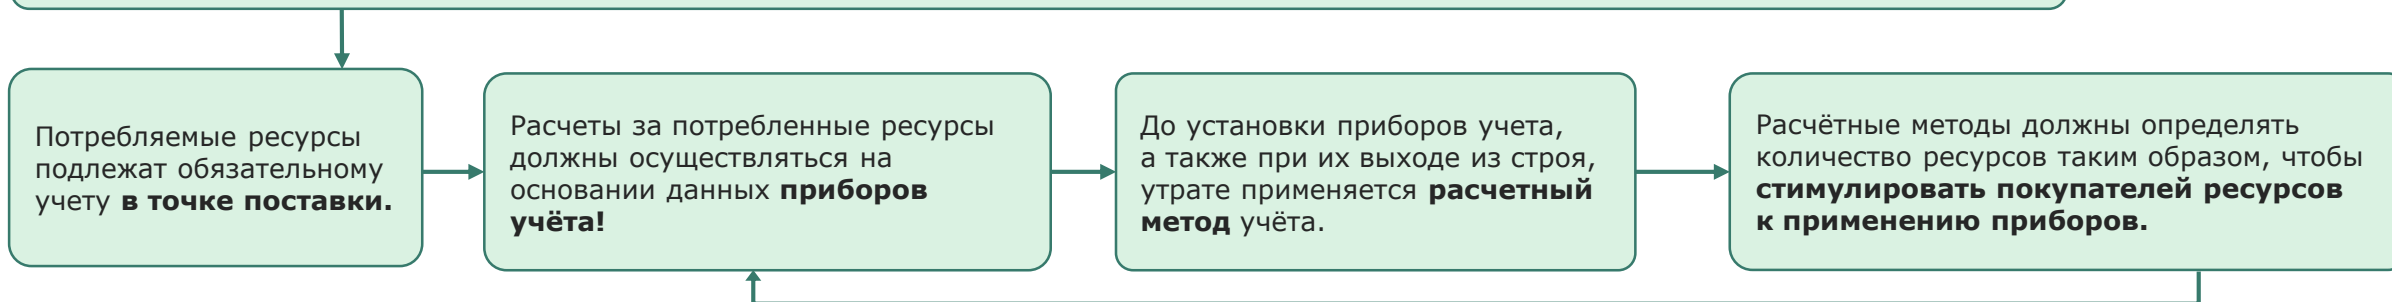 Потребляемые ресурсы
подлежат обязательному
учету в точке поставки.
Расчеты за потребленные ресурсы
должны осуществляться на
основании данных приборов
учёта!
До установки приборов учета,
а также при их выходе из строя,
утрате применяется расчетный
метод учёта.
Расчётные методы должны определять
количество ресурсов таким образом, чтобы
стимулировать покупателей ресурсов
к применению приборов.